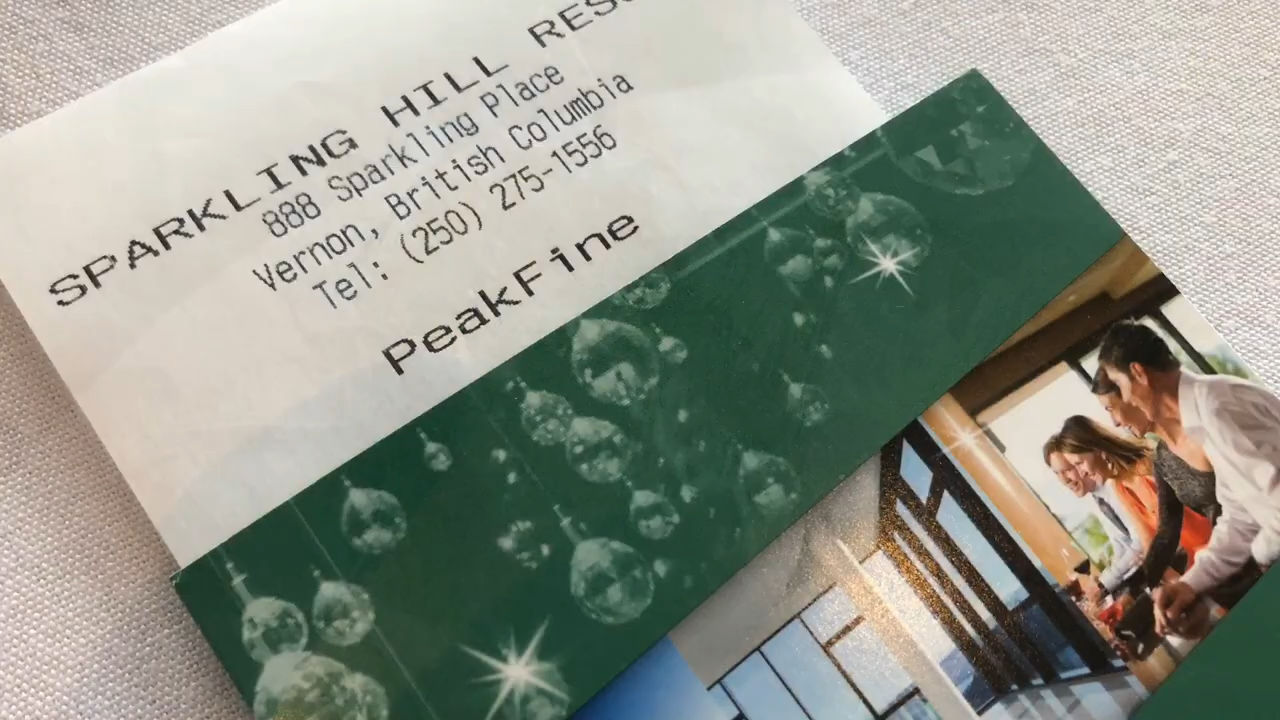 SPARKLING HILL
888 Sparkling Place
Vernon, British Columbia
Tel: (250) 275-1556
PeakFine